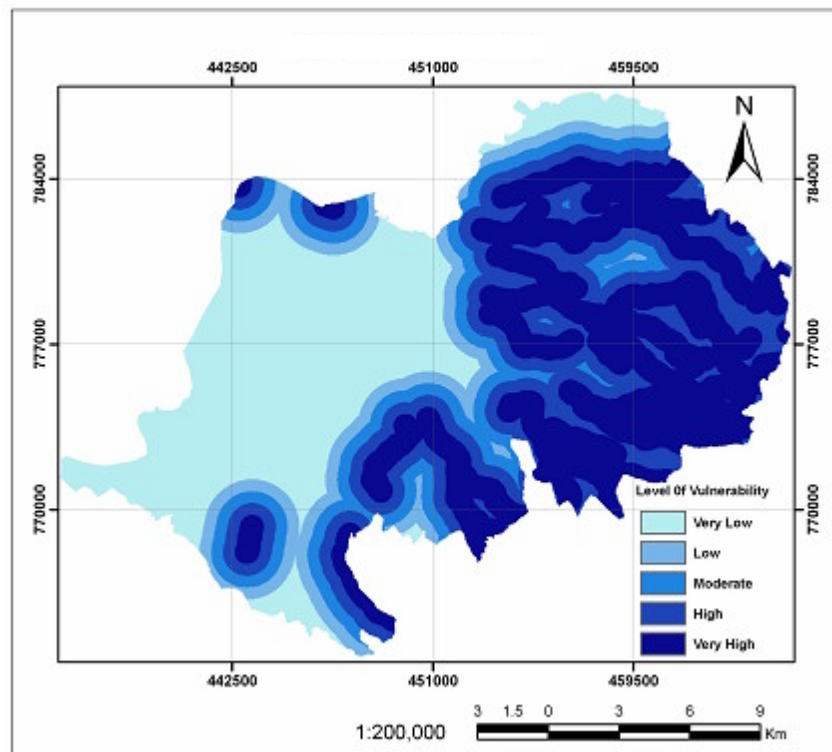 442500 451000 459500
N
784000 784000
777000 777000
770000 770000
Level 0f Vulnerability
Very Low
Low
Moderate
High
Very High
442500 451000 459500
3 1.5 0 3 6 9
1:200,000 Km